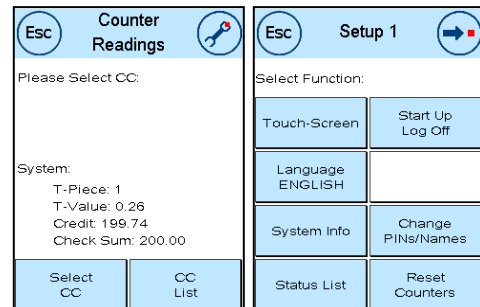 Esc
Counter
Readings
Please Select CC:
System:
T-Piece: 1
T-Value: 0.26
Credit: 199.74
Check Sum: 200.00
Select
CC
CC
List
Esc
Setup 1
Select Function:
Touch-Screen
Start Up
Log Off
Language
ENGLISH
System Info
Change
PINs/Names
Status List
Reset
Counters